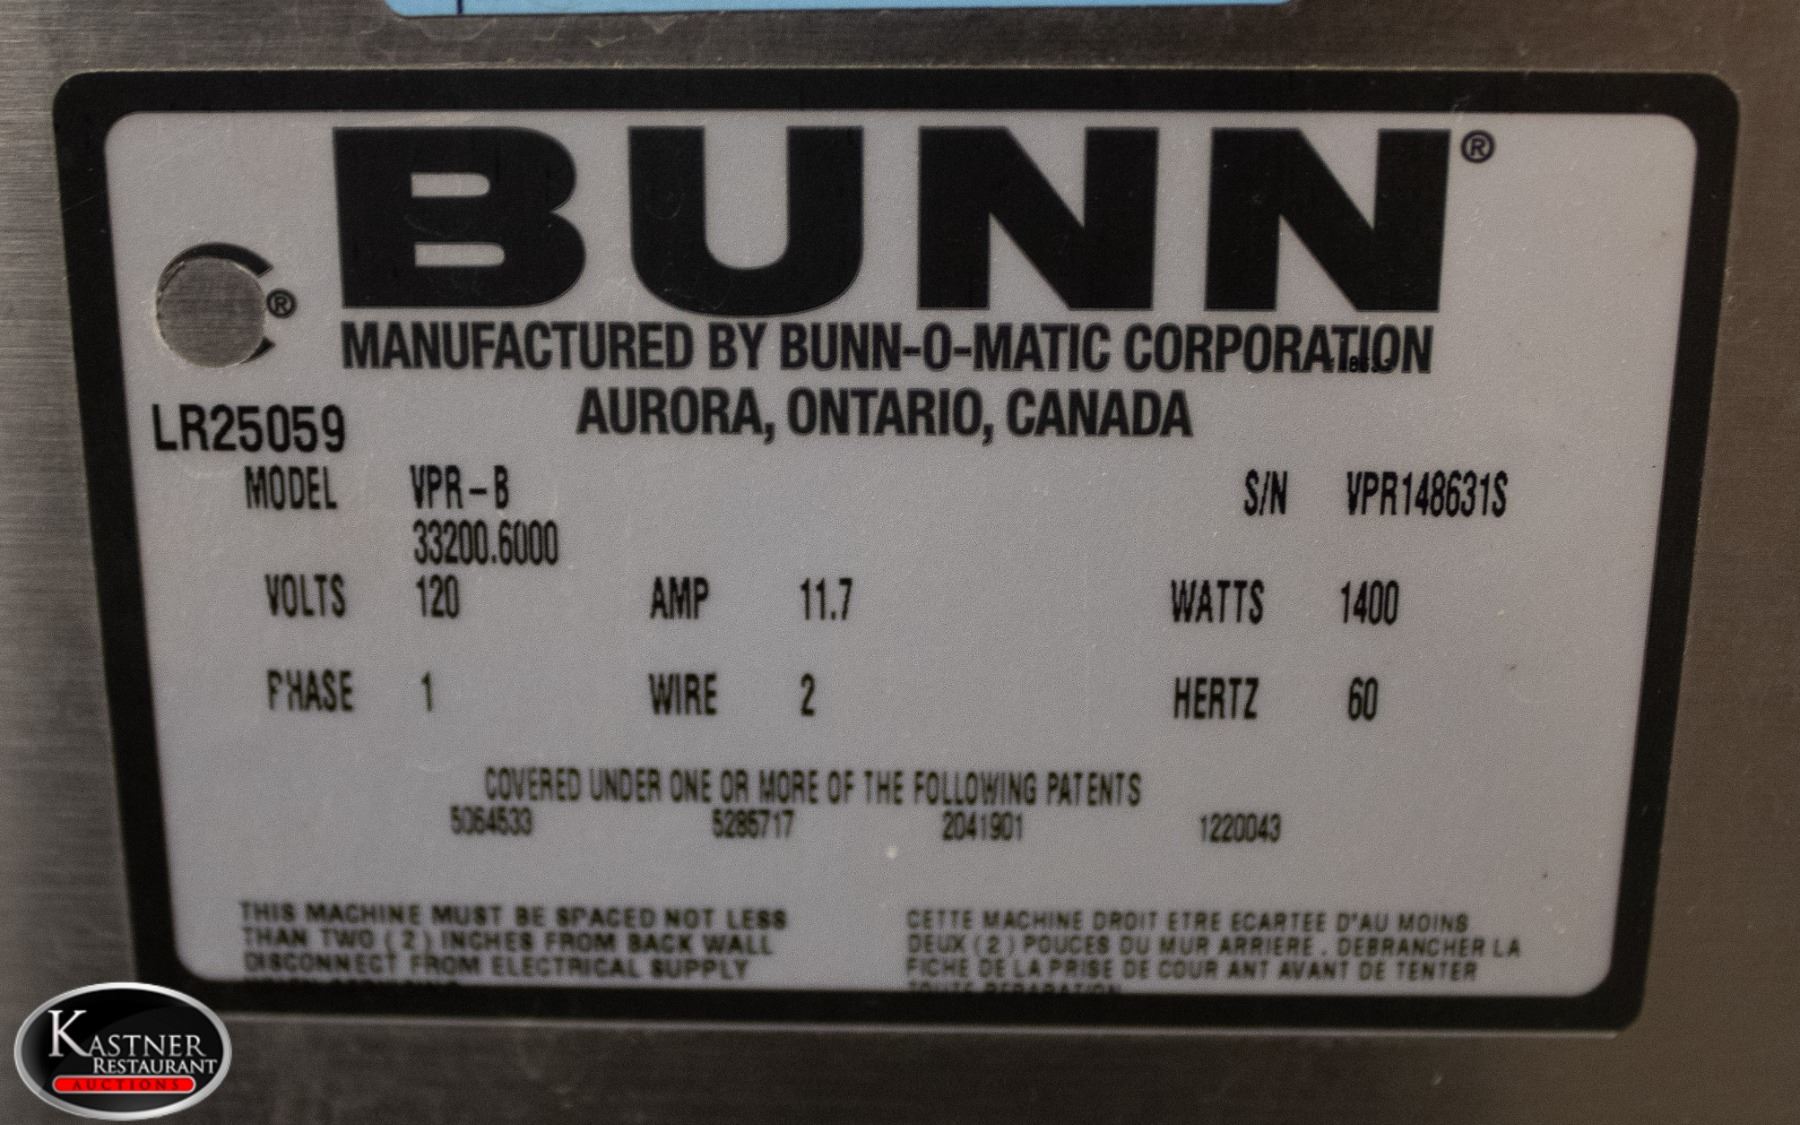 BUNN®
®
MANUFACTURED BY BUNN-O-MATIC CORPORATION
AURORA, ONTARIO, CANADA
LR25059
MODEL VPR-B S/N VPR148631S
33200.6000
VOLTS 120 AMP 11.7 WATTS 1400
PHASE 1 WIRE 2 HERTZ 60
COVERED UNDER ONE OR MORE OF THE FOLLOWING PATENTS
5064533 5285717 2041901 1220043
THIS MACHINE MUST BE SPACED NOT LESS
THAN TWO (2) INCHES FROM BACK WALL
DISCONNECT FROM ELECTRICAL SUPPLY
CETTE MACHINE DROIT ETRE ECARTEE D'AU MOINS
DEUX (2) POUCES DU MUR ARRIERE. DEBRANCHER LA
FICHE DE LA PRISE DE COUR ANT AVANT DE TENTER
TOUTE REPARATION
KASTNER
RESTAURANT
AUCTIONS